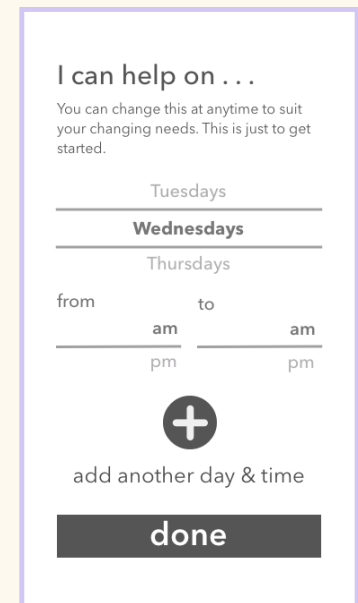 I can help on . . .
You can change this at anytime to suit
your changing needs. This is just to get
started.
Tuesdays
Wednesdays
Thursdays
from to
am am
pm pm
add another day & time
done